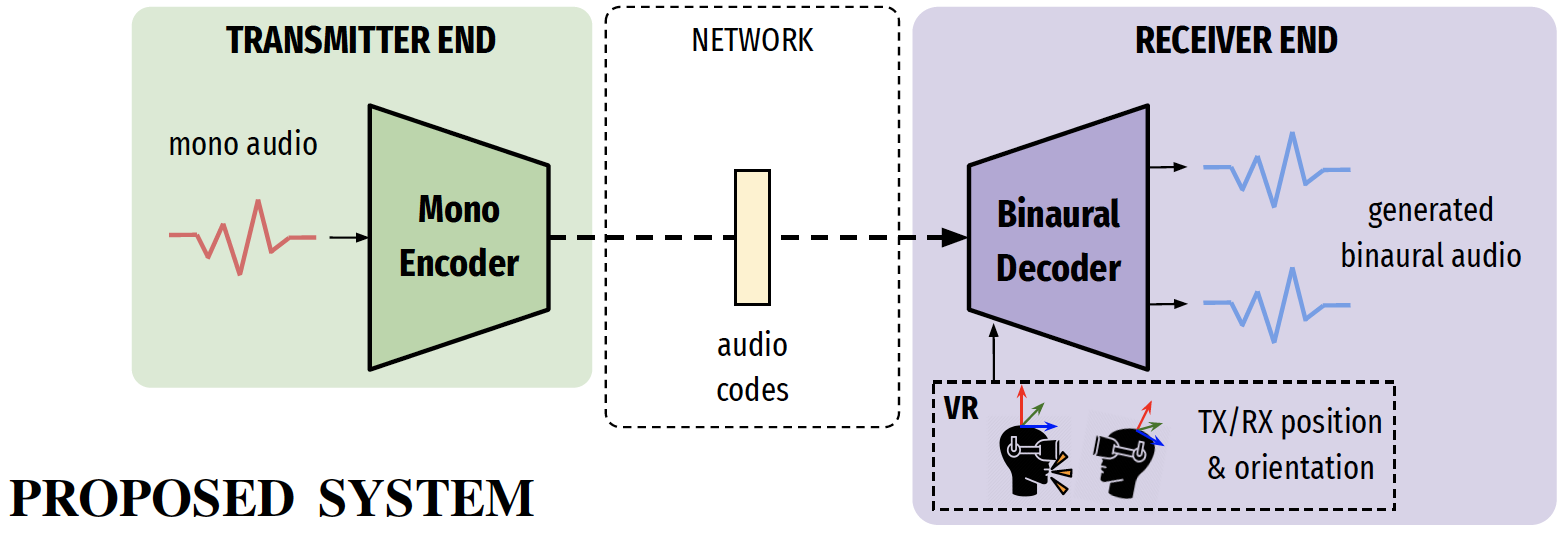 TRANSMITTER END
mono audio
Mono
Encoder
NETWORK
audio
codes
RECEIVER END
Binaural
Decoder
generated
binaural audio
VR
TX/RX position
& orientation
PROPOSED SYSTEM